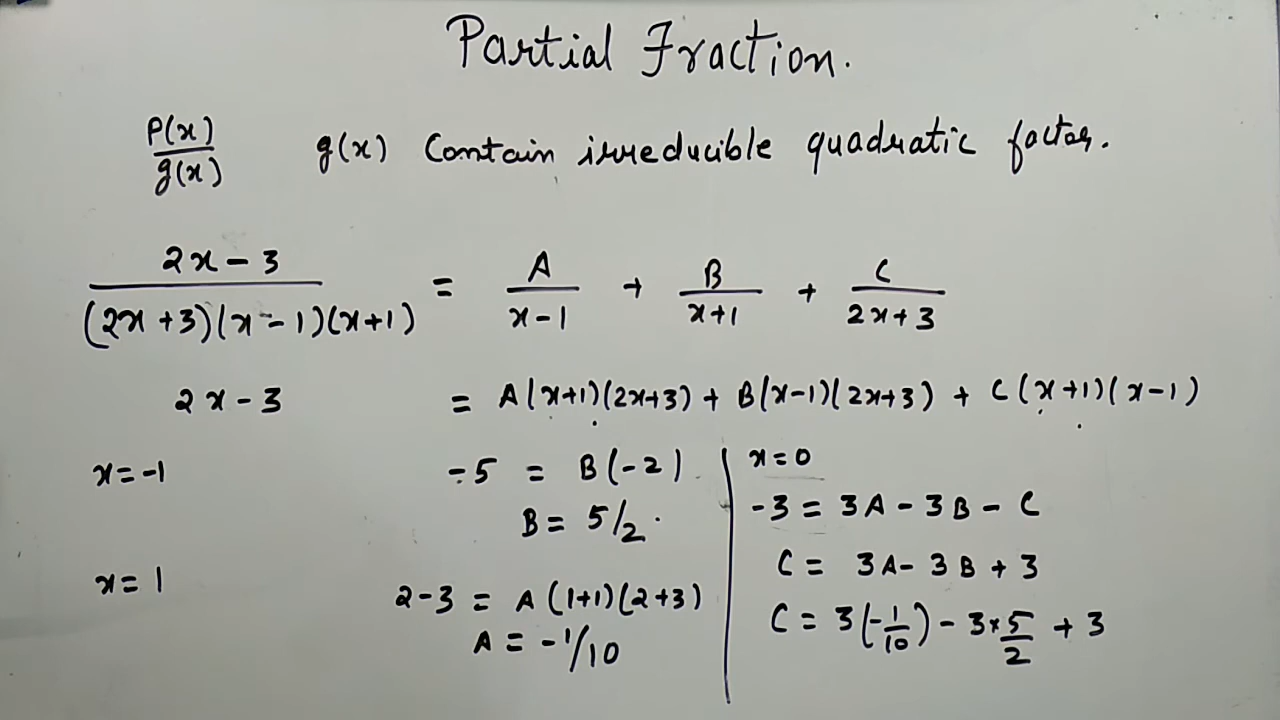 Partial Fraction.
P(x)/g(x) g(x) Contain irreducible quadratic factor.
(2x - 3)/((2x+3)(x-1)(x+1)) = A/(x-1) + B/(x+1) + C/(2x+3)
2x-3 = A(x+1)(2x+3) + B(x-1)(2x+3) + C(x+1)(x-1)
x=-1 -5 = B(-2)
B= 5/2.
x=1 2-3 = A(1+1)(2+3)
A = -1/10
x=0
-3 = 3A - 3B - C
C = 3A- 3B + 3
C = 3(-1/10) - 3×5/2 + 3